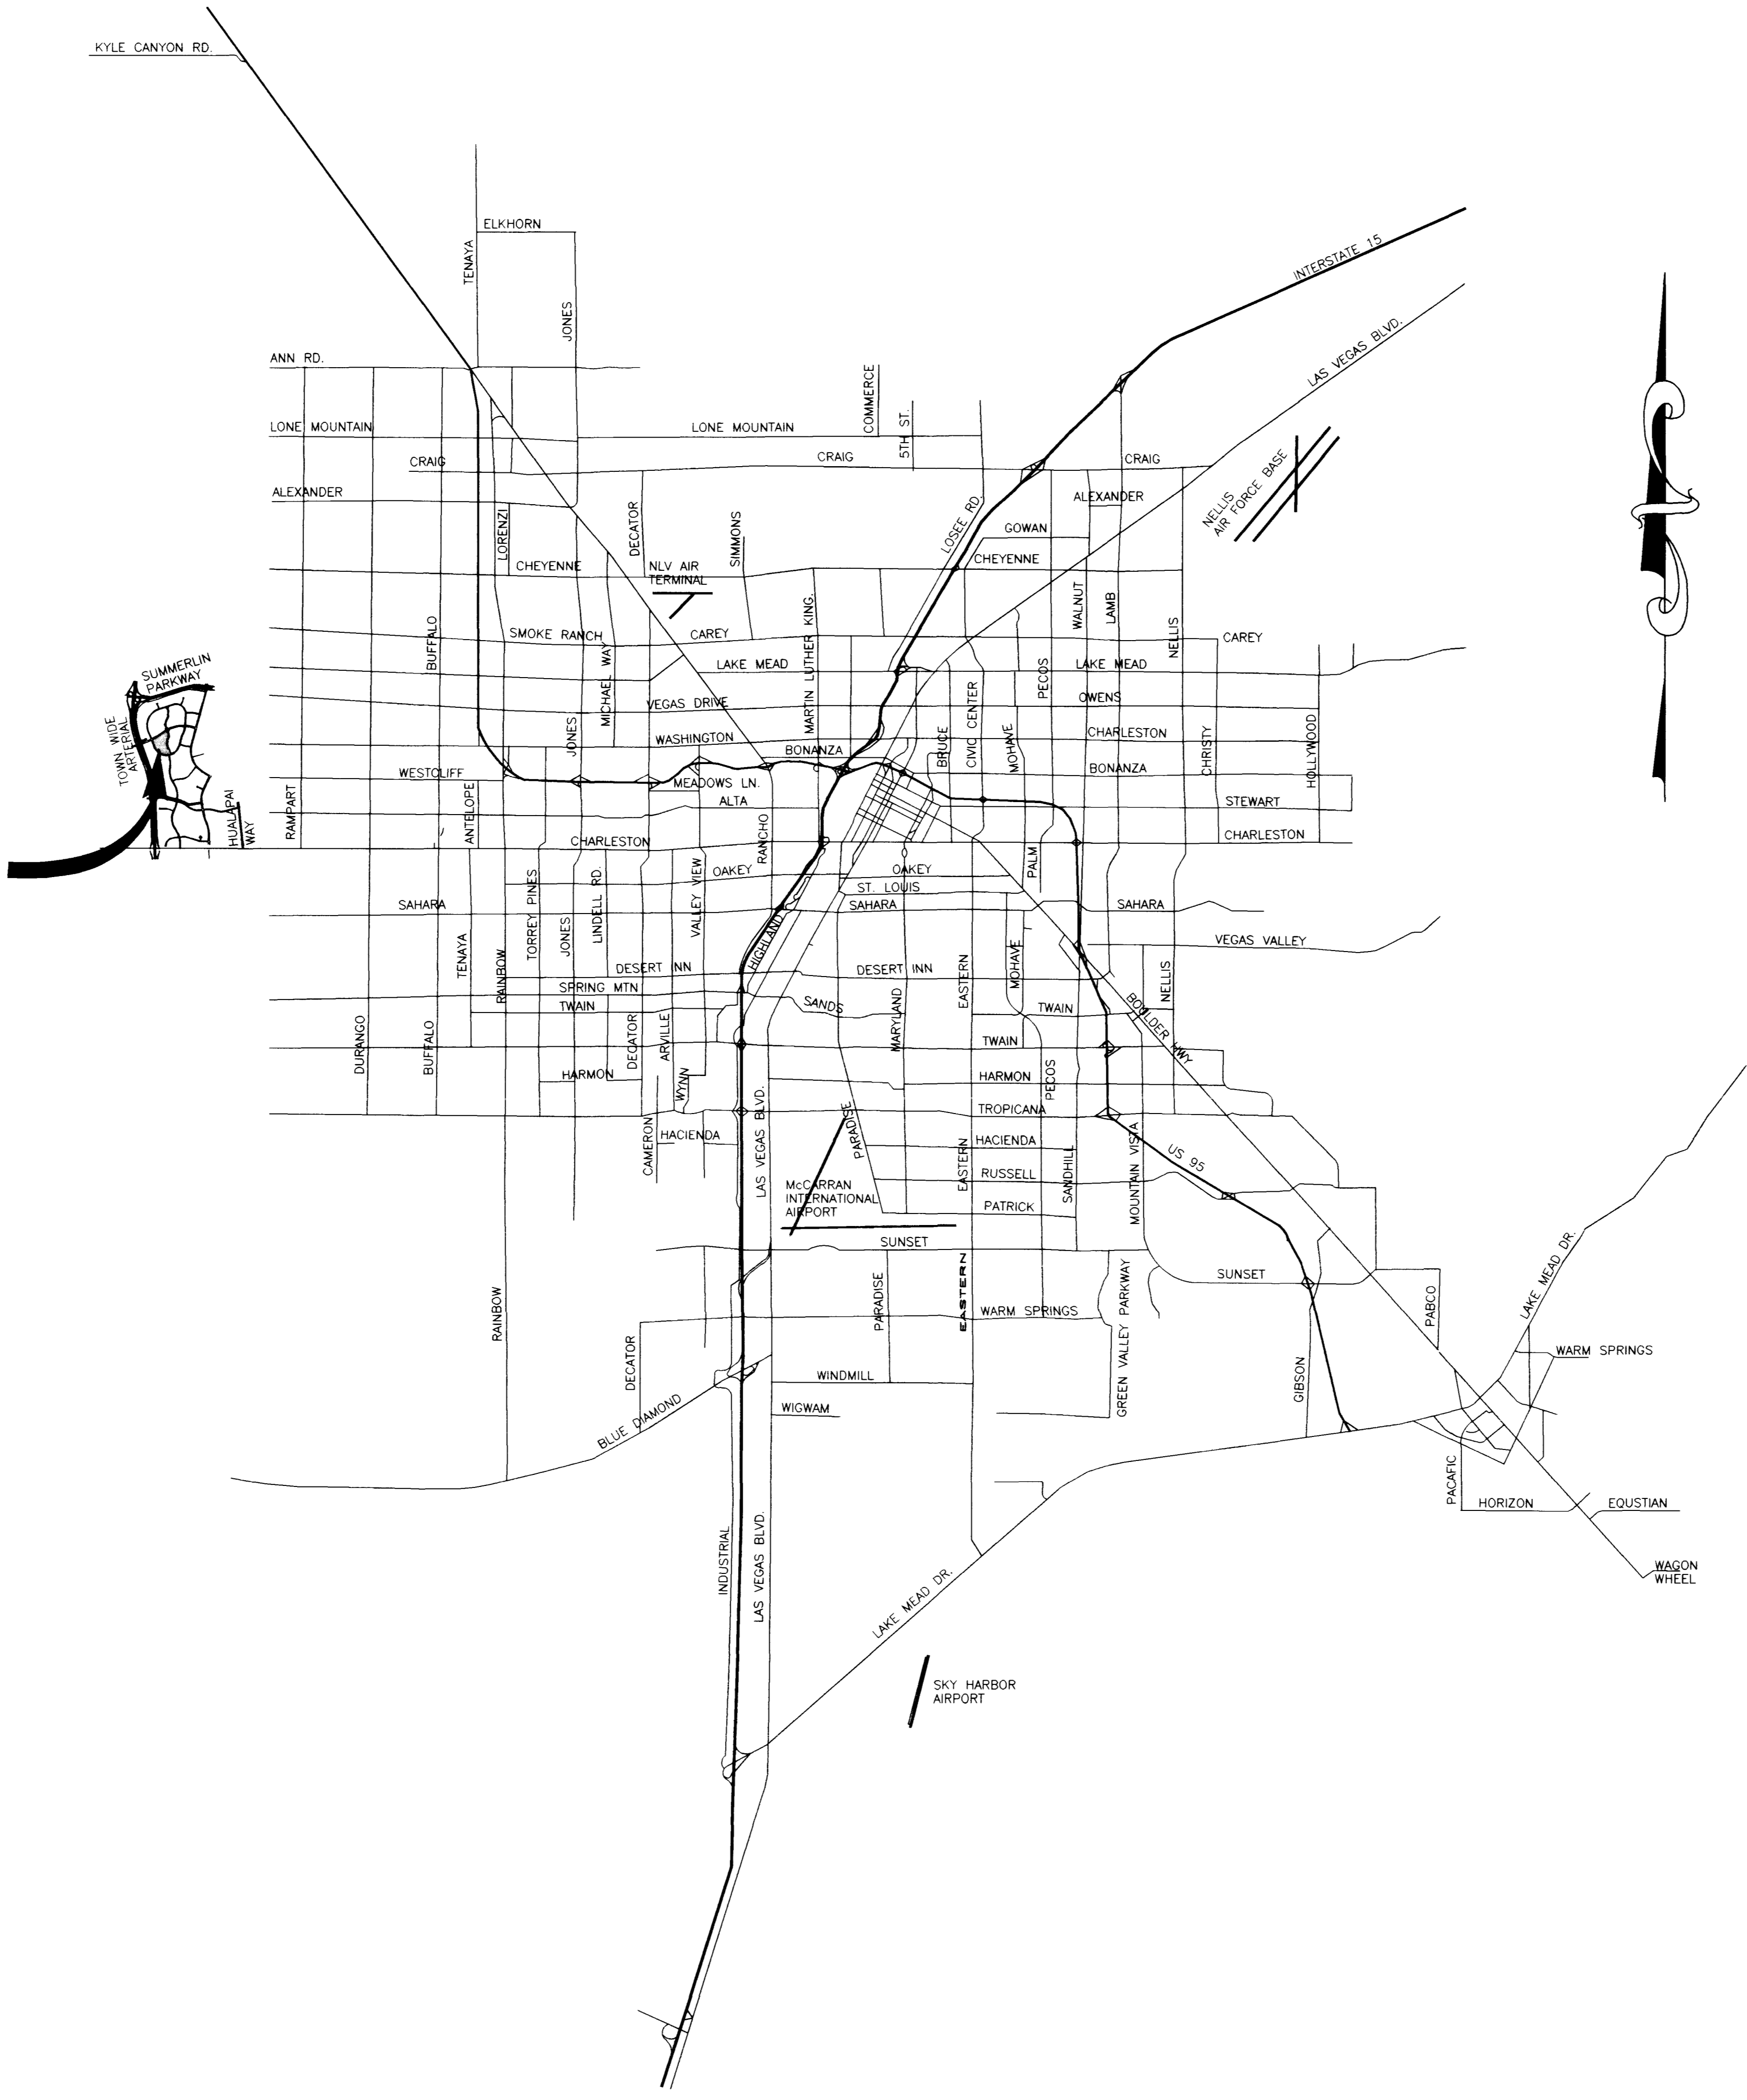 KYLE CANYON RD.
ELKHORN
TENAYA
JONES
INTERSTATE 15
LAS VEGAS BLVD.
ANN RD.
COMMERCE
5TH ST.
LONE MOUNTAIN
LONE MOUNTAIN
CRAIG
CRAIG
CRAIG
ALEXANDER
ALEXANDER
NELLIS
AIR FORCE BASE
LORENZI
DECATOR
SIMMONS
LOSEE RD.
GOWAN
CHEYENNE
NLV AIR
TERMINAL
CHEYENNE
WALNUT
LAMB
MARTIN LUTHER KING.
BUFFALO
SMOKE RANCH
CAREY
NELLIS
CAREY
MICHAEL WAY
LAKE MEAD
PECOS
LAKE MEAD
SUMMERLIN
PARKWAY
TOWN WIDE
ARTERIAL
VEGAS DRIVE
CIVIC CENTER
OWENS
JONES
WASHINGTON
BRUCE
MOHAVE
CHARLESTON
CHRISTY
HOLLYWOOD
BONANZA
WESTCLIFF
MEADOWS LN.
BONANZA
HUALAPAI
WAY
RAMPART
ANTELOPE
ALTA
STEWART
RANCHO
CHARLESTON
CHARLESTON
OAKEY
OAKEY
PALM
VALLEY VIEW
ST. LOUIS
TORREY PINES
LINDELL RD.
SAHARA
SAHARA
SAHARA
TENAYA
JONES
HIGHLAND
VEGAS VALLEY
RAINBOW
DESERT INN
DESERT INN
EASTERN
MOHAVE
NELLIS
SPRING MTN
TWAIN
SANDS
MARYLAND
TWAIN
BOULDER HWY
DURANGO
BUFFALO
DECATOR
ARVILLE
TWAIN
HARMON
WYNN
HARMON
PECOS
LAS VEGAS BLVD.
PARADISE
TROPICANA
CAMERON
HACIENDA
HACIENDA
EASTERN
SANDHILL
MOUNTAIN VISTA
US 95
RUSSELL
McCARRAN
INTERNATIONAL
AIRPORT
PATRICK
SUNSET
SUNSET
LAKE MEAD DR.
RAINBOW
PARADISE
EASTERN
WARM SPRINGS
GREEN VALLEY PARKWAY
PABCO
DECATOR
WARM SPRINGS
WINDMILL
GIBSON
WIGWAM
BLUE DIAMOND
PACAFIC
HORIZON
EQUSTIAN
INDUSTRIAL
LAS VEGAS BLVD.
WAGON
WHEEL
LAKE MEAD DR.
SKY HARBOR
AIRPORT